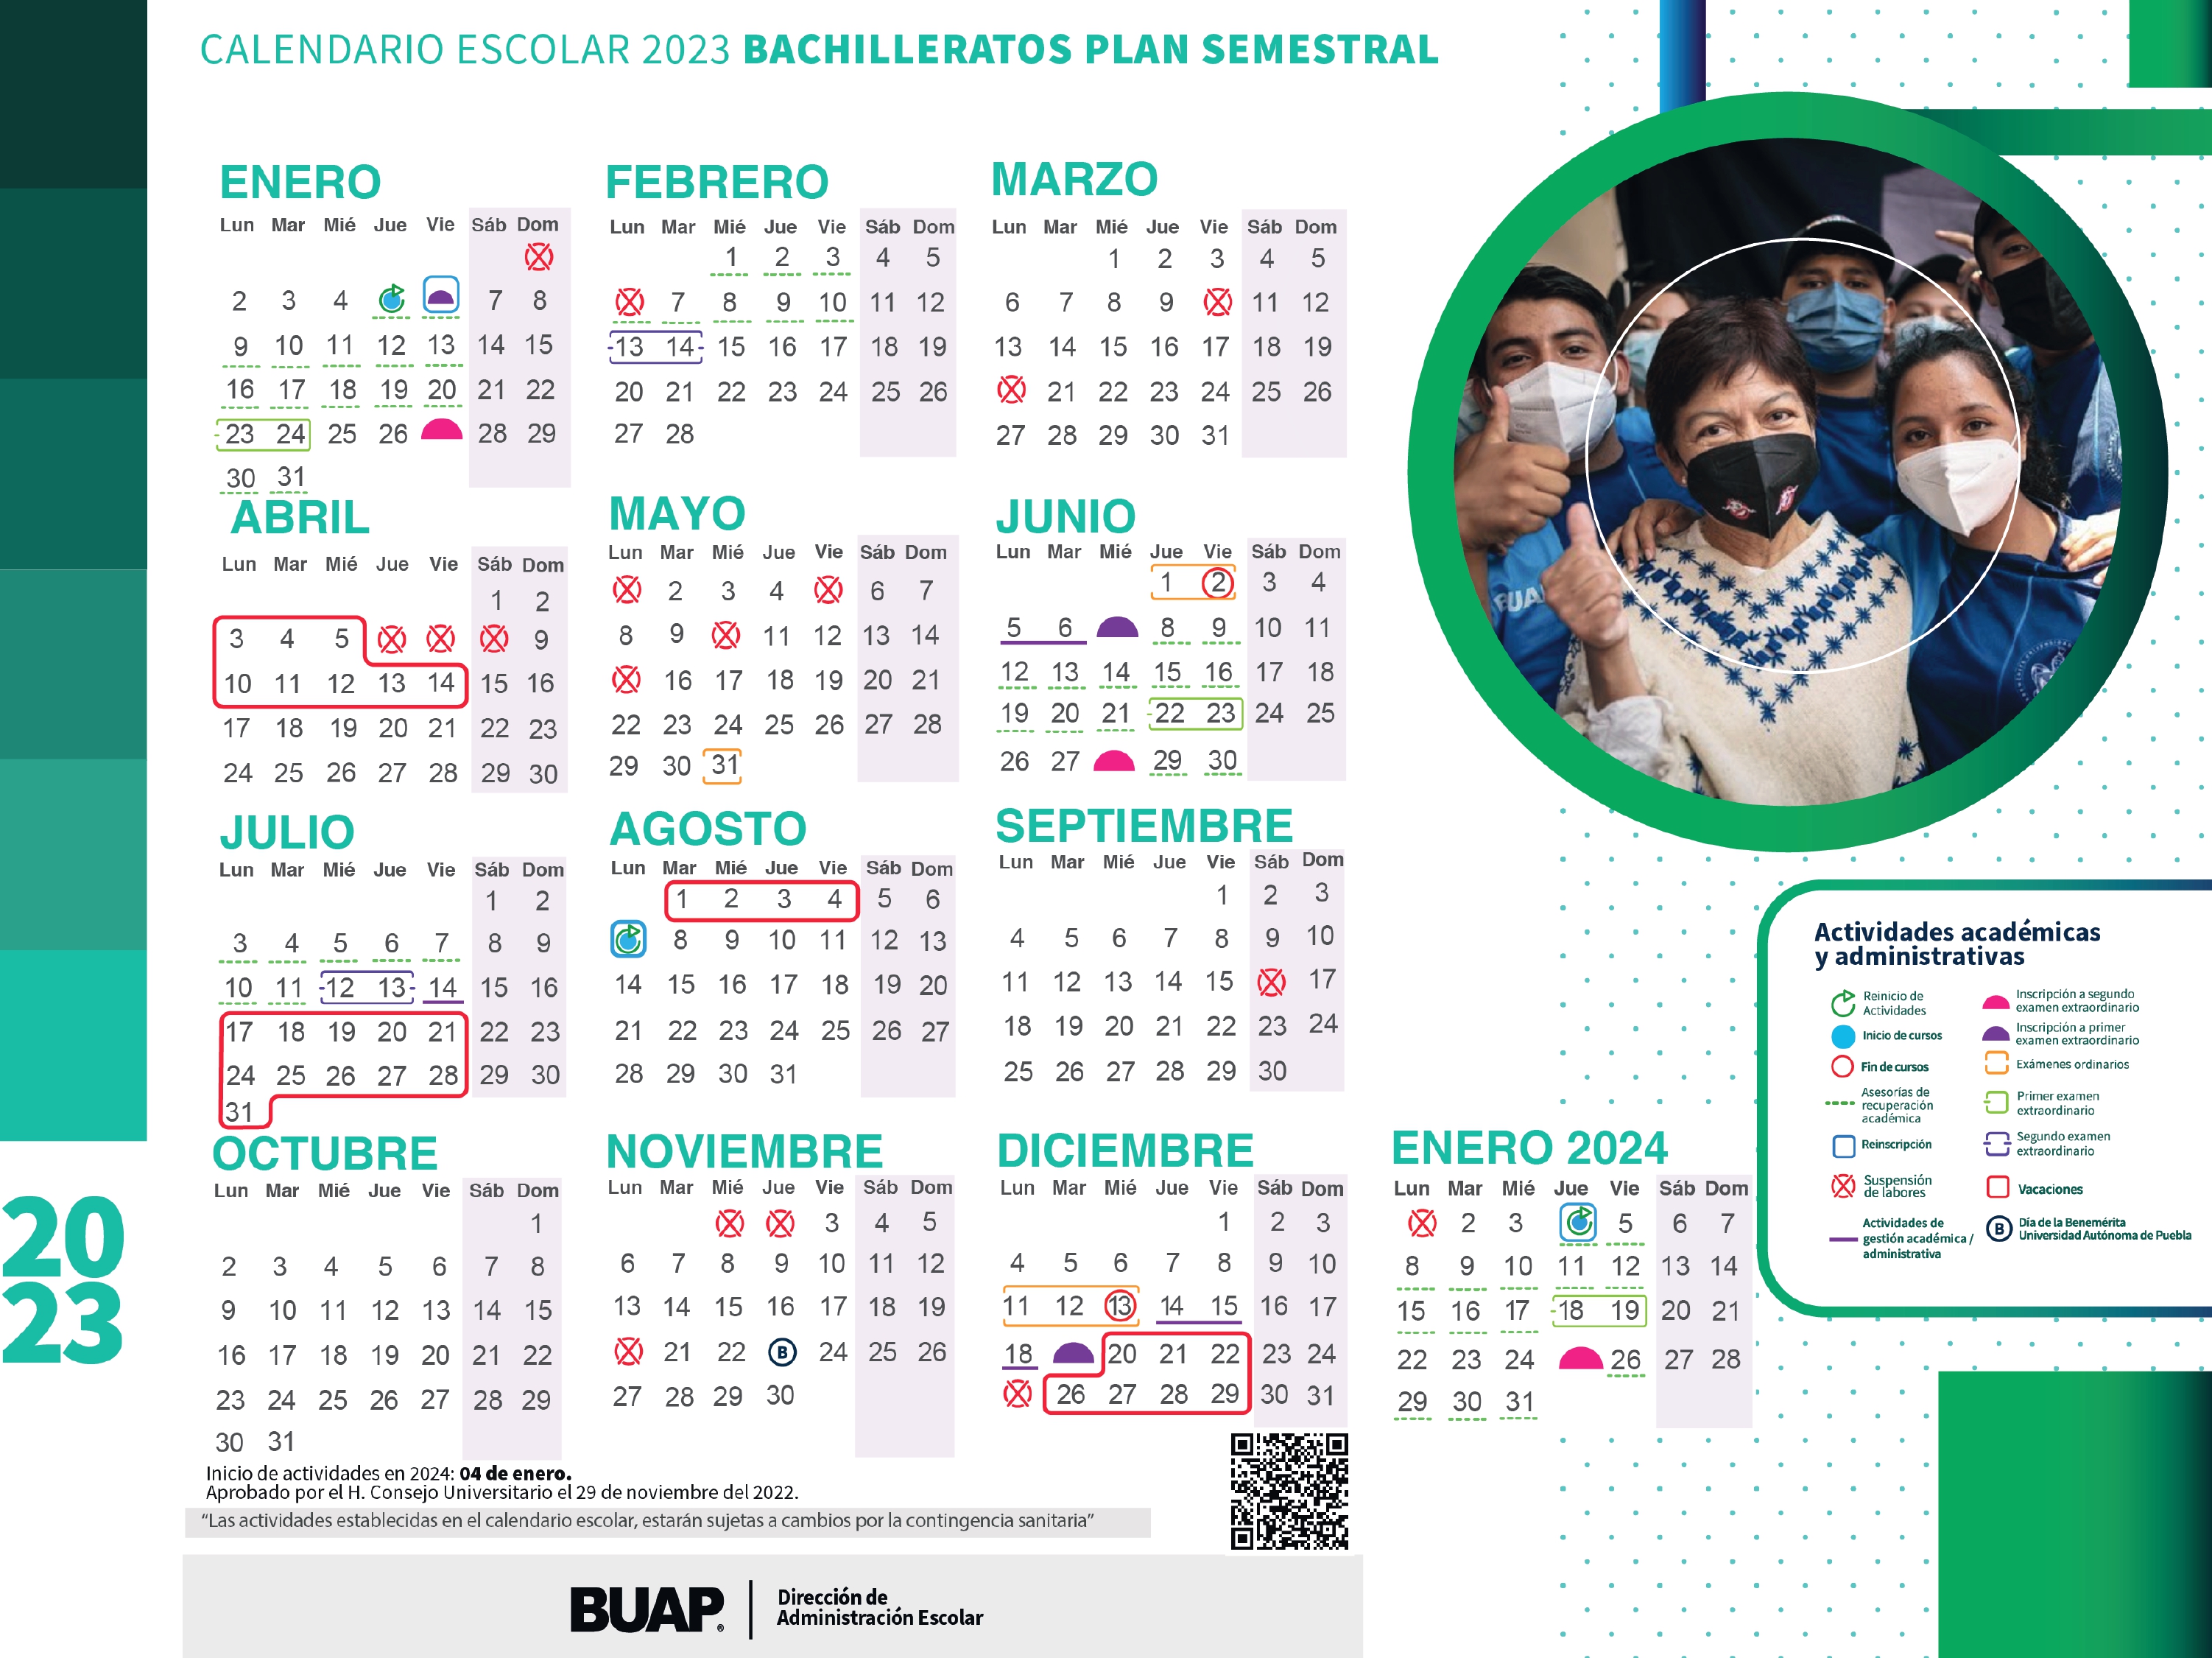 CALENDARIO ESCOLAR 2023 BACHILLERATOS PLAN SEMESTRAL
ENERO
Lun Mar Mié Jue Vie Sáb Dom
2 3 4 7 8
9 10 11 12 13 14 15
16 17 18 19 20 21 22
23 24 25 26 28 29
30 31
FEBRERO
Lun Mar Mié Jue Vie Sáb Dom
1 2 3 4 5
7 8 9 10 11 12
13 14 15 16 17 18 19
20 21 22 23 24 25 26
27 28
MARZO
Lun Mar Mié Jue Vie Sáb Dom
1 2 3 4 5
6 7 8 9 11 12
13 14 15 16 17 18 19
21 22 23 24 25 26
27 28 29 30 31
ABRIL
Lun Mar Mié Jue Vie Sáb Dom
1 2
3 4 5 9
10 11 12 13 14 15 16
17 18 19 20 21 22 23
24 25 26 27 28 29 30
MAYO
Lun Mar Mié Jue Vie Sáb Dom
2 3 4 6 7
8 9 11 12 13 14
16 17 18 19 20 21
22 23 24 25 26 27 28
29 30 31
JUNIO
Lun Mar Mié Jue Vie Sáb Dom
1 2 3 4
5 6 8 9 10 11
12 13 14 15 16 17 18
19 20 21 22 23 24 25
26 27 29 30
BUAP
JULIO
Lun Mar Mié Jue Vie Sáb Dom
1 2
3 4 5 6 7 8 9
10 11 12 13 14 15 16
17 18 19 20 21 22 23
24 25 26 27 28 29 30
31
AGOSTO
Lun Mar Mié Jue Vie Sáb Dom
1 2 3 4 5 6
8 9 10 11 12 13
14 15 16 17 18 19 20
21 22 23 24 25 26 27
28 29 30 31
SEPTIEMBRE
Lun Mar Mié Jue Vie Sáb Dom
1 2 3
4 5 6 7 8 9 10
11 12 13 14 15 17
18 19 20 21 22 23 24
25 26 27 28 29 30
OCTUBRE
Lun Mar Mié Jue Vie Sáb Dom
1
2 3 4 5 6 7 8
9 10 11 12 13 14 15
16 17 18 19 20 21 22
23 24 25 26 27 28 29
30 31
NOVIEMBRE
Lun Mar Mié Jue Vie Sáb Dom
3 4 5
6 7 8 9 10 11 12
13 14 15 16 17 18 19
21 22 B 24 25 26
27 28 29 30
DICIEMBRE
Lun Mar Mié Jue Vie Sáb Dom
1 2 3
4 5 6 7 8 9 10
11 12 13 14 15 16 17
18 20 21 22 23 24
26 27 28 29 30 31
ENERO 2024
Lun Mar Mié Jue Vie Sáb Dom
2 3 5 6 7
8 9 10 11 12 13 14
15 16 17 18 19 20 21
22 23 24 26 27 28
29 30 31
Actividades académicas
y administrativas
Reinicio de
Actividades
Inicio de cursos
Fin de cursos
Asesorías de
recuperación
académica
Reinscripción
Suspensión
de labores
Actividades de
gestión académica /
administrativa
Inscripción a segundo
examen extraordinario
Inscripción a primer
examen extraordinario
Exámenes ordinarios
Primer examen
extraordinario
Segundo examen
extraordinario
Vacaciones
B Día de la Benemérita
Universidad Autónoma de Puebla
20
23
Inicio de actividades en 2024: 04 de enero.
Aprobado por el H. Consejo Universitario el 29 de noviembre del 2022.
“Las actividades establecidas en el calendario escolar, estarán sujetas a cambios por la contingencia sanitaria”
BUAP®
Dirección de
Administración Escolar